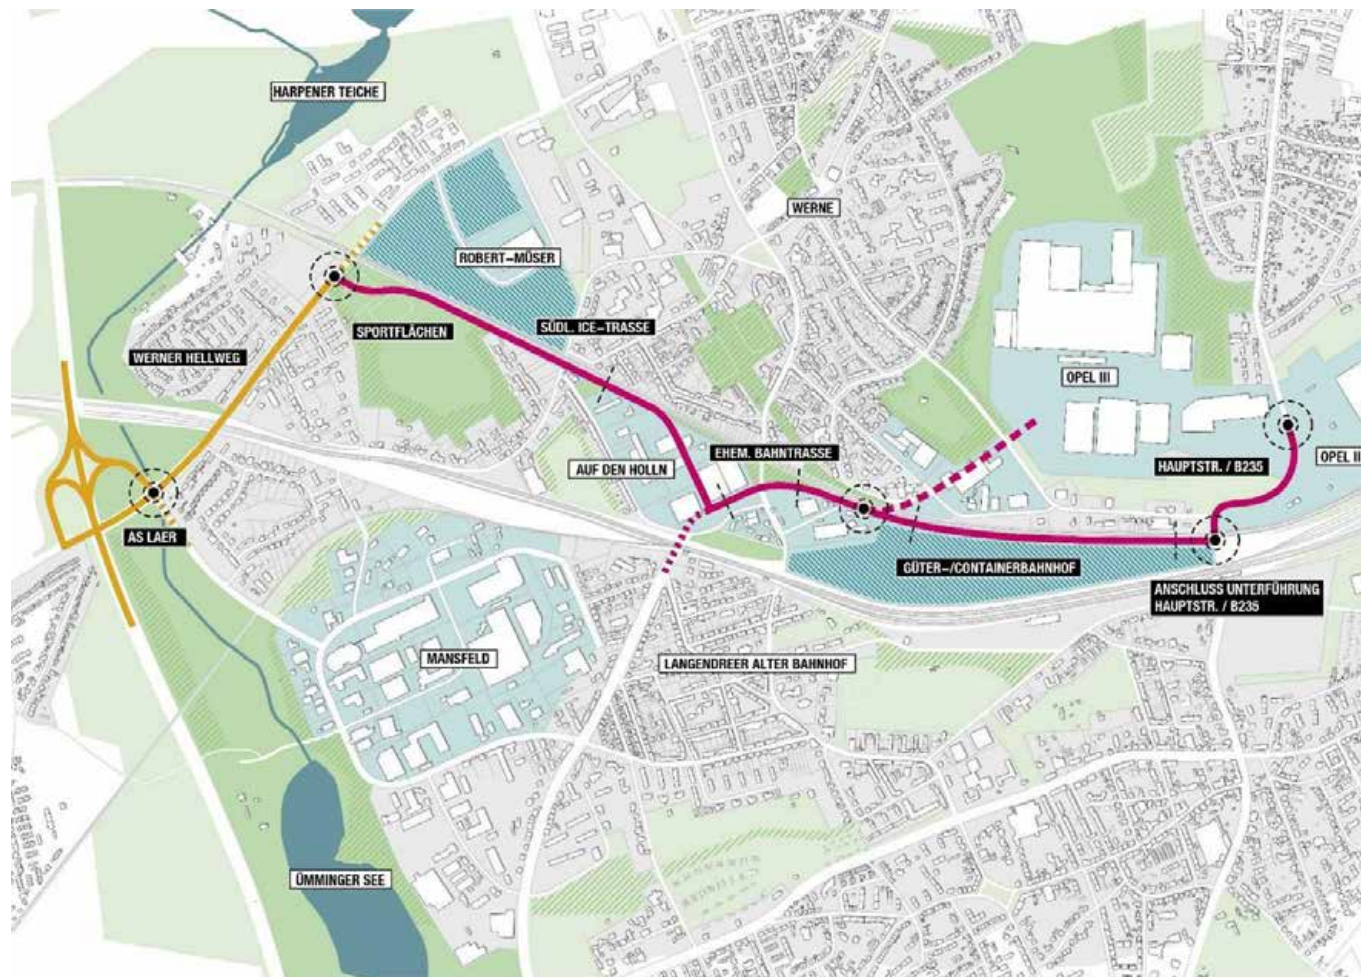 HARPENER TEICHE
WERNE
ROBERT-MÜSER
SPORTFLÄCHEN
SÜDL. ICE-TRASSE
WERNER HELLWEG
OPEL III
AUF DEN HOLLN
EHEM. BAHNTRASSE
HAUPTSTR. / B235
OPEL II
AS LAER
GÜTER-/CONTAINERBAHNHOF
ANSCHLUSS UNTERFÜHRUNG
HAUPTSTR. / B235
MANSFELD
LANGENDREER ALTER BAHNHOF
ÜMMINGER SEE